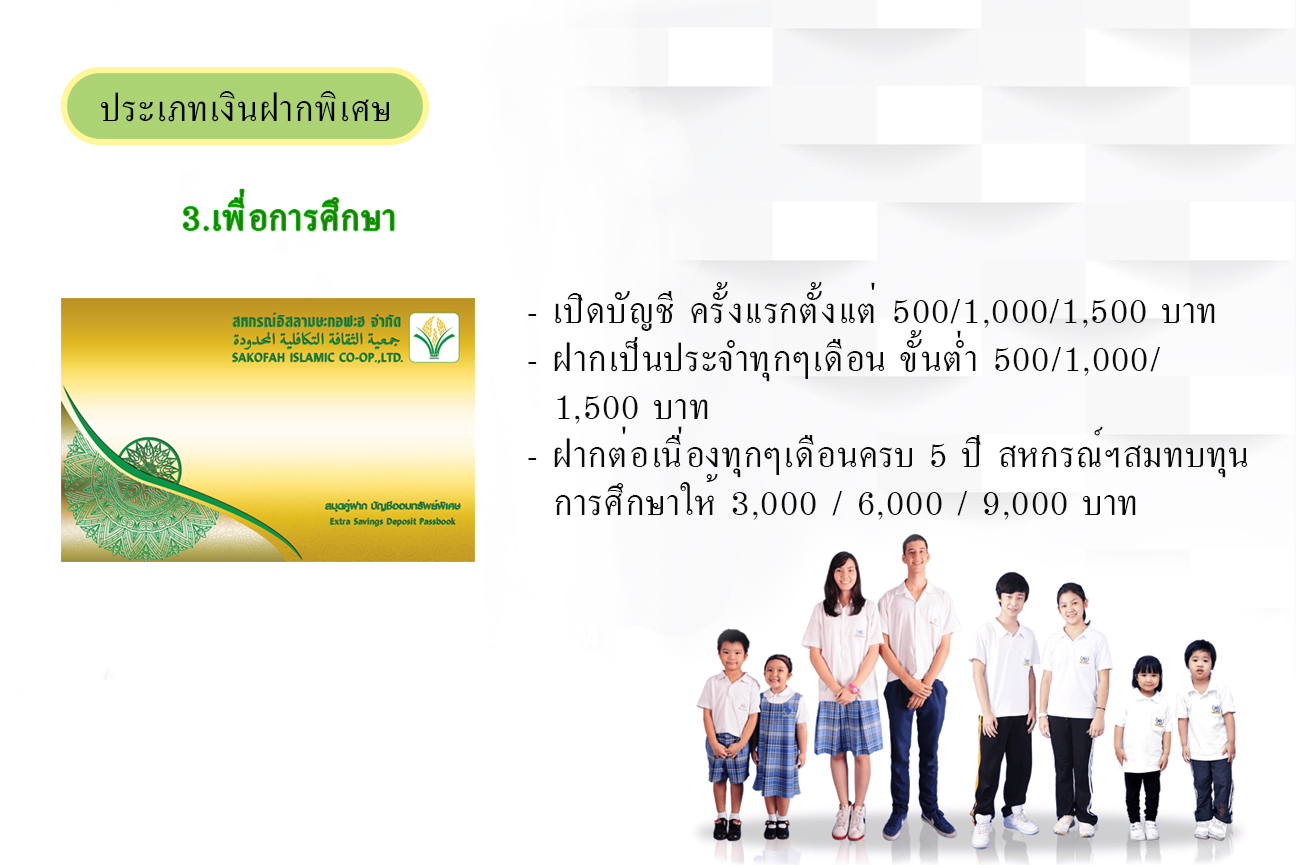 ประเภทเงินฝากพิเศษ
3.เพื่อการศึกษา
สหกรณ์อิสลามษะกอฟะฮ จำกัด
جمعية الثقافة التكافلية المحدودة
SAKOFAH ISLAMIC CO-OP.,LTD.
สมุดคู่ฝาก บัญชีออมทรัพย์พิเศษ
Extra Savings Deposit Passbook
- เปิดบัญชี ครั้งแรกตั้งแต่ 500/1,000/1,500 บาท
- ฝากเป็นประจำทุกๆเดือน ขั้นต่ำ 500/1,000/
1,500 บาท
- ฝากต่อเนื่องทุกๆเดือนครบ 5 ปี สหกรณ์ฯสมทบทุน
การศึกษาให้ 3,000 / 6,000 / 9,000 บาท